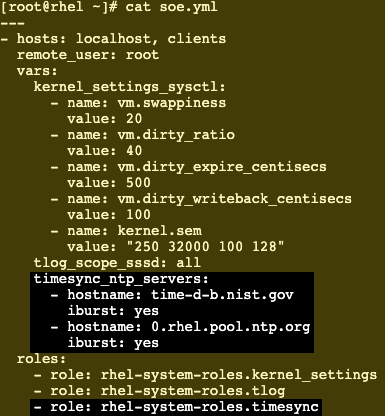 [root@rhel ~]# cat soe.yml
---
- hosts: localhost, clients
  remote_user: root
  vars:
    kernel_settings_sysctl:
      - name: vm.swappiness
        value: 20
      - name: vm.dirty_ratio
        value: 40
      - name: vm.dirty_expire_centisecs
        value: 500
      - name: vm.dirty_writeback_centisecs
        value: 100
      - name: kernel.sem
        value: "250 32000 100 128"
    tlog_scope_sssd: all
    timesync_ntp_servers:
      - hostname: time-d-b.nist.gov
        iburst: yes
      - hostname: 0.rhel.pool.ntp.org
        iburst: yes
  roles:
    - role: rhel-system-roles.kernel_settings
    - role: rhel-system-roles.tlog
    - role: rhel-system-roles.timesync